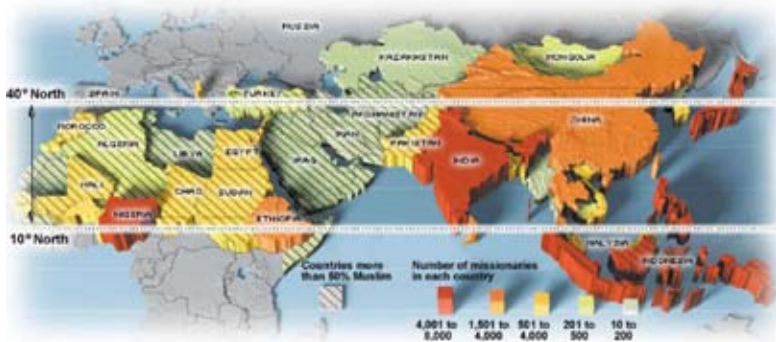 RUSSIA
KAZAKHSTAN
MONGOLIA
40° North
SPAIN
TURKEY
MOROCCO
ALGERIA
LIBYA
EGYPT
IRAQ
IRAN
AFGHANISTAN
PAKISTAN
INDIA
CHINA
MALI
NIGERIA
CHAD
SUDAN
ETHIOPIA
10° North
MALYSIA
INDONESIA
Countries more
than 50% Muslim
Number of missionaries
in each country
4,001 to
8,000
1,501 to
4,000
501 to
4,000
201 to
500
10 to
200